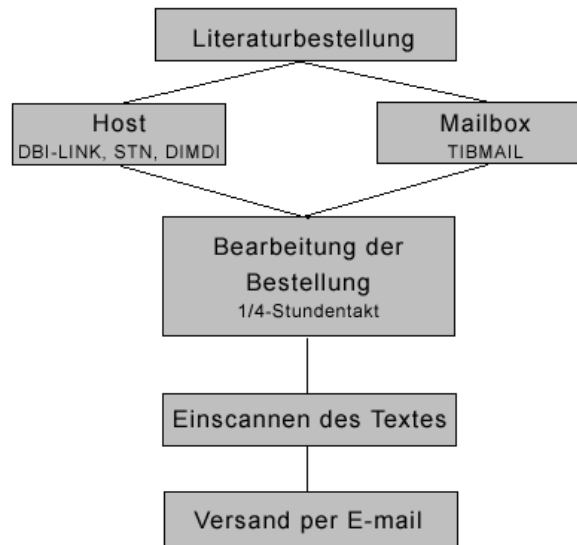 Literaturbestellung
Host
DBI-LINK, STN, DIMDI
Mailbox
TIBMAIL
Bearbeitung der
Bestellung
1/4-Stundentakt
Einscannen des Textes
Versand per E-mail